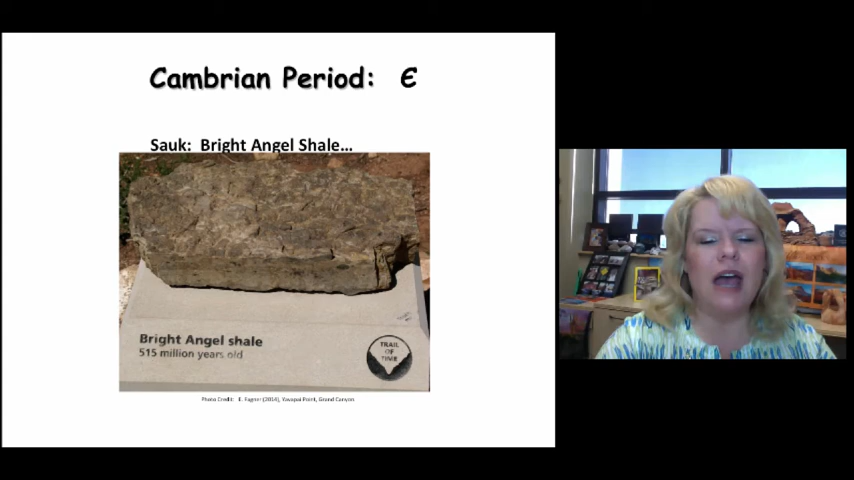 Cambrian Period: Є
Sauk: Bright Angel Shale...
Bright Angel shale
515 million years old
TRAIL
OF
TIME
Photo Credit: E. Fagner (2014), Yavapai Point, Grand Canyon